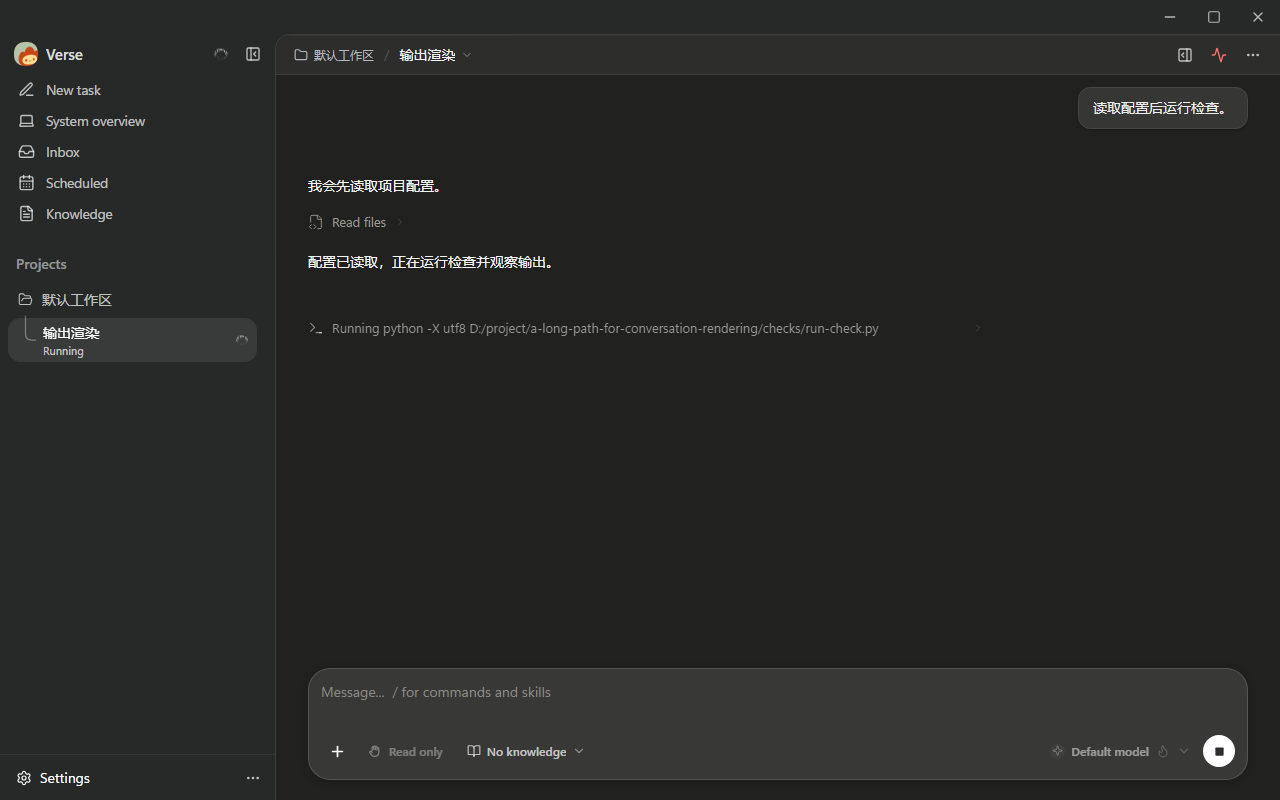 Verse
New task
System overview
Inbox
Scheduled
Knowledge
Projects
默认工作区
输出渲染
Running
Settings
默认工作区 / 输出渲染
读取配置后运行检查。
我会先读取项目配置。
Read files
配置已读取，正在运行检查并观察输出。
Running python -X utf8 D:/project/a-long-path-for-conversation-rendering/checks/run-check.py
Message... / for commands and skills
Read only
No knowledge
Default model